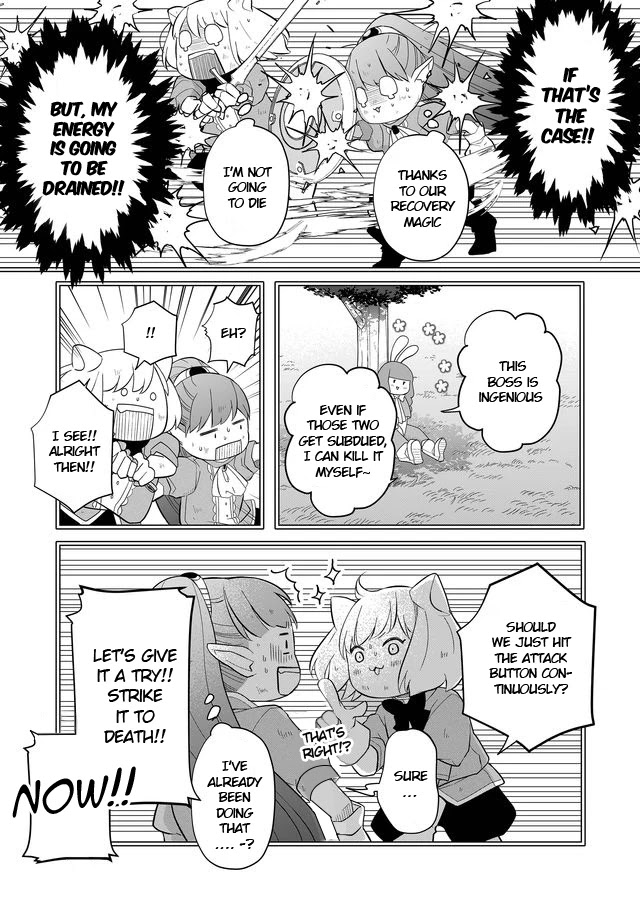 IF
THAT'S
THE
CASE!!
THANKS
TO OUR
RECOVERY
MAGIC
I'M NOT
GOING
TO DIE
BUT, MY
ENERGY
IS GOING
TO BE
DRAINED!!
THIS
BOSS IS
INGENIOUS
EVEN IF
THOSE TWO
GET SUBDUED,
I CAN KILL IT
MYSELF~
EH?
!!
I SEE!!
ALRIGHT
THEN!!
SHOULD
WE JUST HIT
THE ATTACK
BUTTON CON-
TINUOUSLY?
SURE
....
THAT'S
RIGHT!?
I'VE
ALREADY
BEEN
DOING
THAT
.... -?
LET'S GIVE
IT A TRY!!
STRIKE
IT TO
DEATH!!
NOW!!